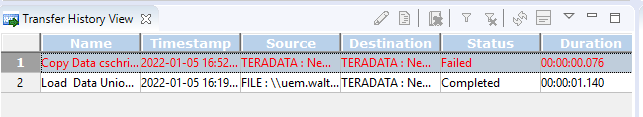 Transfer History View
Name Timestamp Source Destination Status Duration
1 Copy Data cschri... 2022-01-05 16:52... TERADATA : Ne... TERADATA : Ne... Failed 00:00:00.076
2 Load Data Unio... 2022-01-05 16:19... FILE : \\uem.walt... TERADATA : Ne... Completed 00:00:01.140